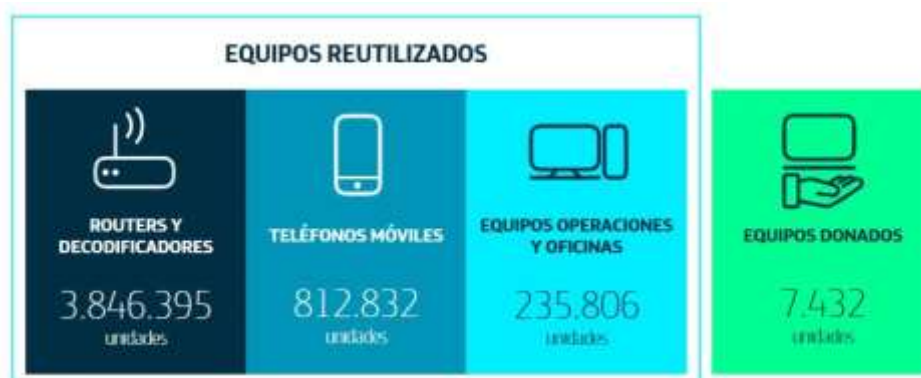 EQUIPOS REUTILIZADOS
ROUTERS Y
DECODIFICADORES
3.846.395
unidades
TELÉFONOS MÓVILES
812.832
unidades
EQUIPOS OPERACIONES
Y OFICINAS
235.806
unidades
EQUIPOS DONADOS
7.432
unidades